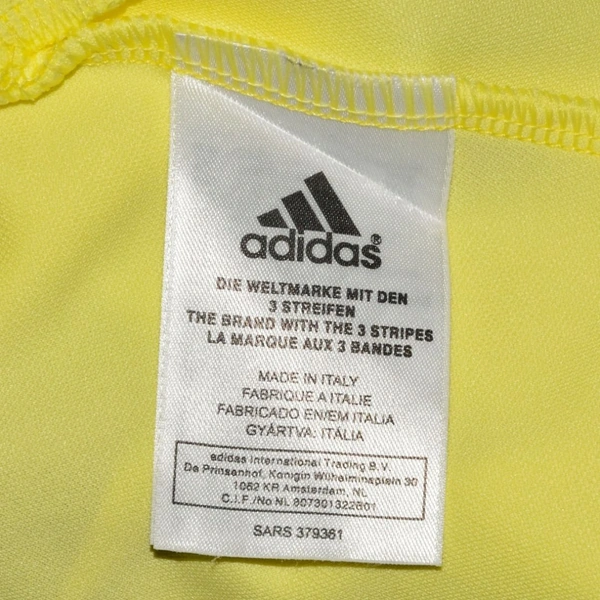 adidas®
DIE WELTMARKE MIT DEN
3 STREIFEN
THE BRAND WITH THE 3 STRIPES
LA MARQUE AUX 3 BANDES
MADE IN ITALY
FABRIQUE A ITALIE
FABRICADO EN/EM ITALIA
GYÁRTVA: ITÁLIA
adidas International Trading B.V.
De Prinsenhof, Konigin Wilhelminaplein 30
1062 KR Amsterdam, NL
C.I.F./No NL 807301322B01
SARS 379361